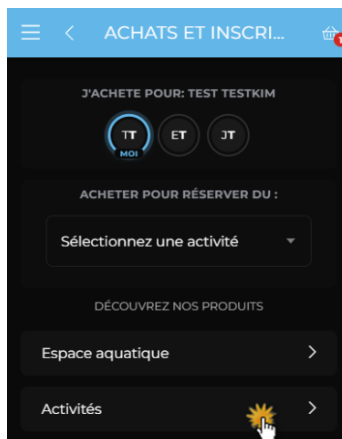 ACHATS ET INSCRI...
1
J'ACHETE POUR: TEST TESTKIM
TT ET JT
MOI
ACHETER POUR RÉSERVER DU :
Sélectionnez une activité
DÉCOUVREZ NOS PRODUITS
Espace aquatique
Activités